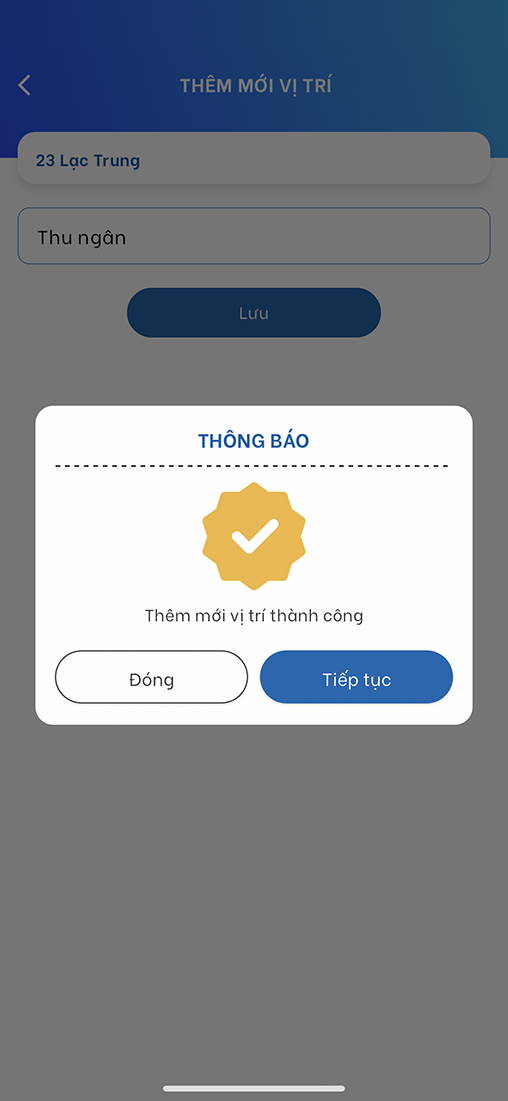 THÊM MỚI VỊ TRÍ
23 Lạc Trung
Thu ngân
Lưu
THÔNG BÁO
Thêm mới vị trí thành công
Đóng
Tiếp tục